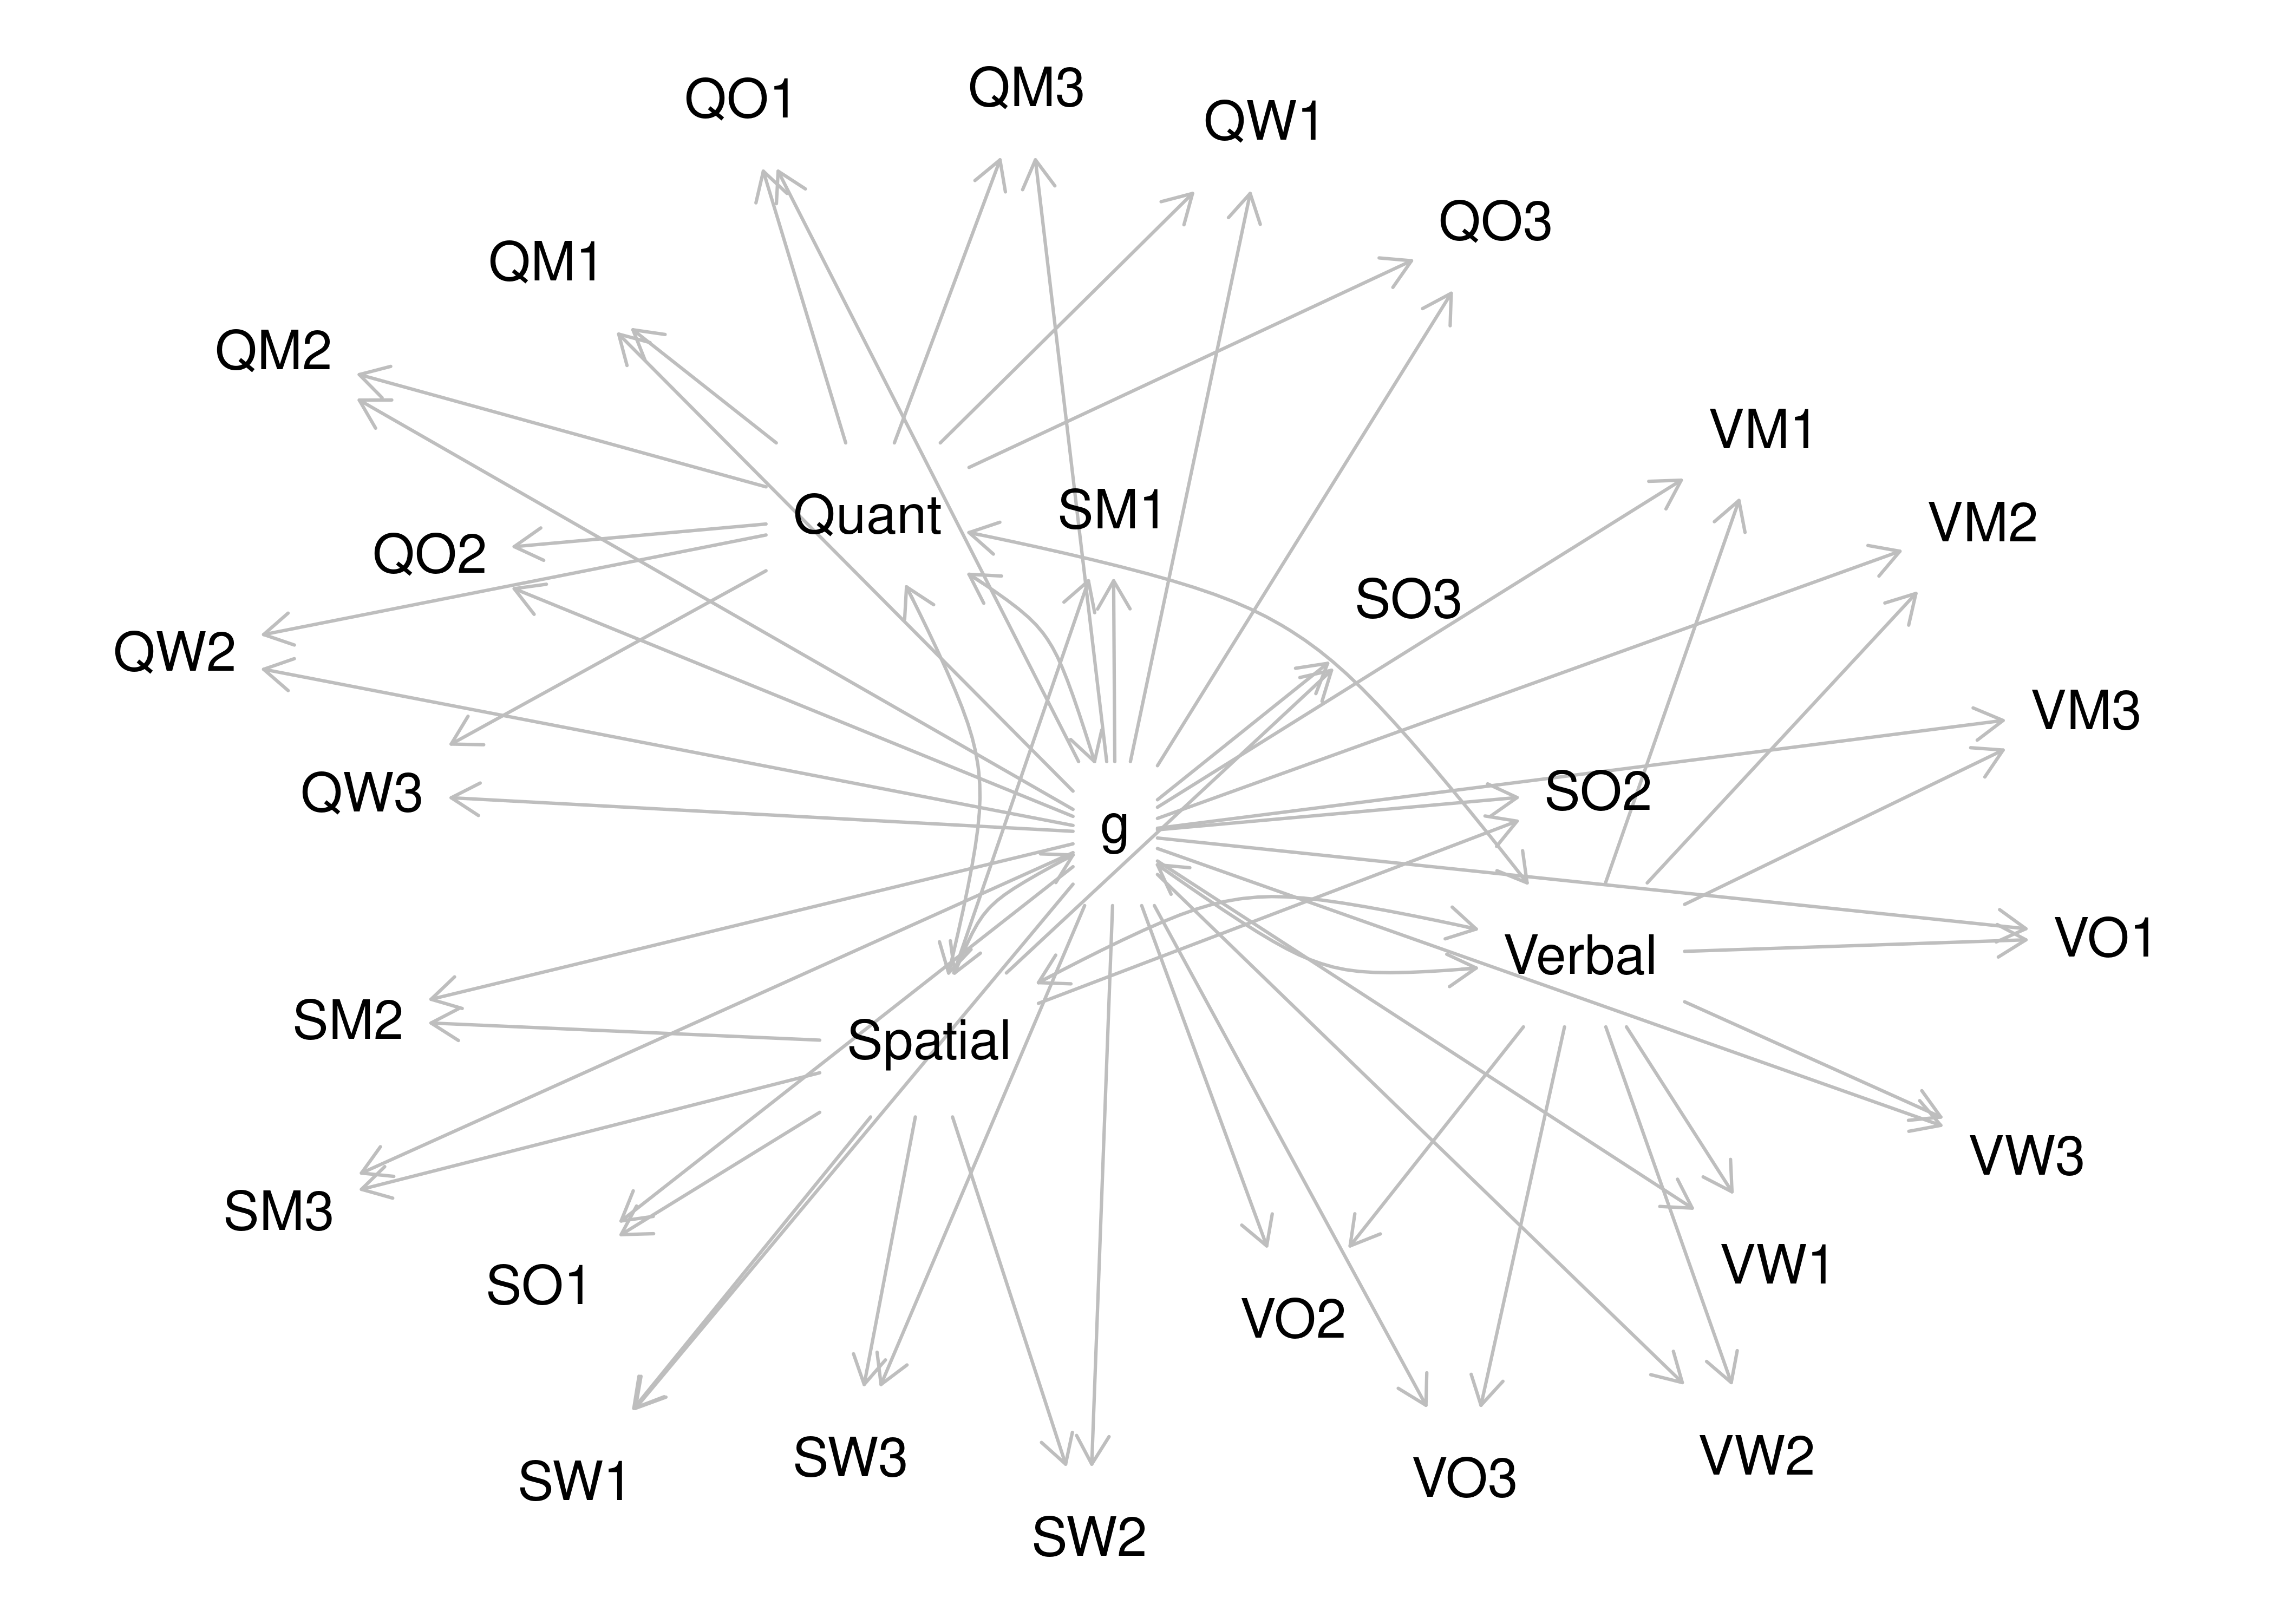 QM3
QO1
QW1
QO3
QM1
QM2
VM1
SM1
Quant
VM2
QO2
SO3
QW2
VM3
SO2
QW3
g
VO1
Verbal
SM2
Spatial
VW3
SM3
VW1
SO1
VO2
VW2
SW3
VO3
SW1
SW2